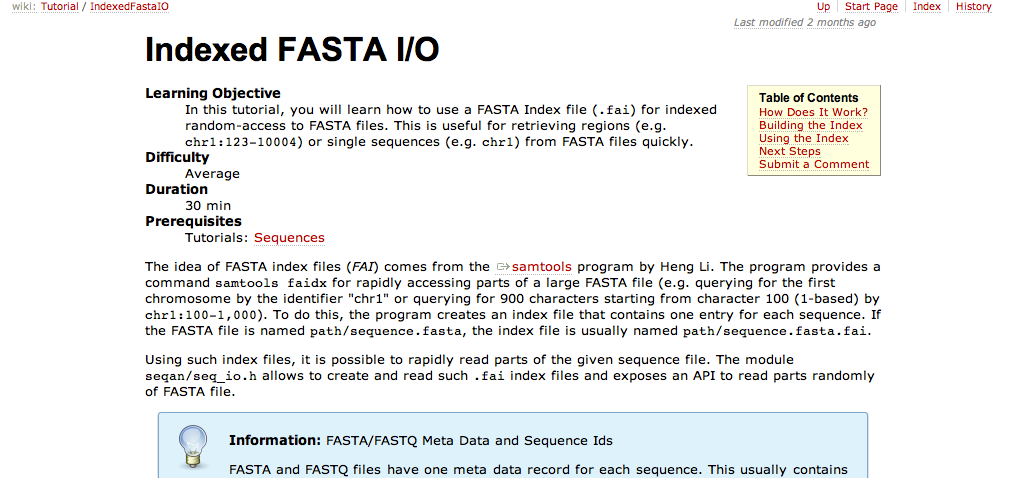 wiki: Tutorial / IndexedFastaIO
Up | Start Page | Index | History
Last modified 2 months ago
Indexed FASTA I/O
Learning Objective
In this tutorial, you will learn how to use a FASTA Index file (.fai) for indexed
random-access to FASTA files. This is useful for retrieving regions (e.g.
chr1:123-10004) or single sequences (e.g. chr1) from FASTA files quickly.
Difficulty
Average
Duration
30 min
Prerequisites
Tutorials: Sequences
Table of Contents
How Does It Work?
Building the Index
Using the Index
Next Steps
Submit a Comment
The idea of FASTA index files (FAI) comes from the samtools program by Heng Li. The program provides a
command samtools faidx for rapidly accessing parts of a large FASTA file (e.g. querying for the first
chromosome by the identifier "chr1" or querying for 900 characters starting from character 100 (1-based) by
chr1:100-1,000). To do this, the program creates an index file that contains one entry for each sequence. If
the FASTA file is named path/sequence.fasta, the index file is usually named path/sequence.fasta.fai.
Using such index files, it is possible to rapidly read parts of the given sequence file. The module
seqan/seq_io.h allows to create and read such .fai index files and exposes an API to read parts randomly
of FASTA file.
Information: FASTA/FASTQ Meta Data and Sequence Ids
FASTA and FASTQ files have one meta data record for each sequence. This usually contains